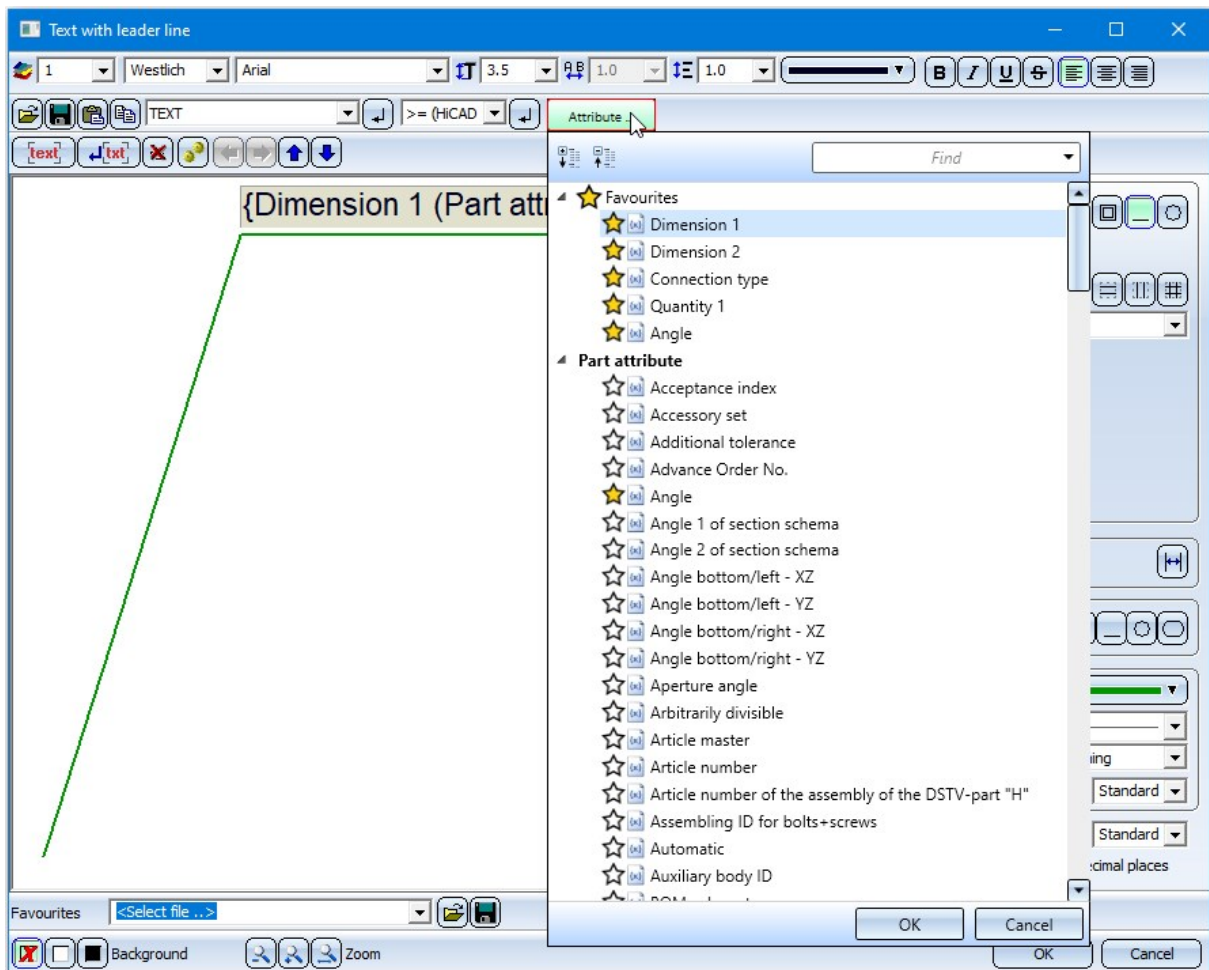 Text with leader line
1 Westlich Arial 3.5 1.0 1.0 B I U S
TEXT >= (HiCAD Attribute ..
[text] [txt]
Find
{Dimension 1 (Part att
Favourites
Dimension 1
Dimension 2
Connection type
Quantity 1
Angle
Part attribute
Acceptance index
Accessory set
Additional tolerance
Advance Order No.
Angle
Angle 1 of section schema
Angle 2 of section schema
Angle bottom/left - XZ
Angle bottom/left - YZ
Angle bottom/right - XZ
Angle bottom/right - YZ
Aperture angle
Arbitrarily divisible
Article master
Article number
Article number of the assembly of the DSTV-part "H"
Assembling ID for bolts+screws
Automatic
Auxiliary body ID
ing
Standard
Standard
cimal places
OK Cancel
Favourites <Select file ..>
Background Zoom
OK Cancel